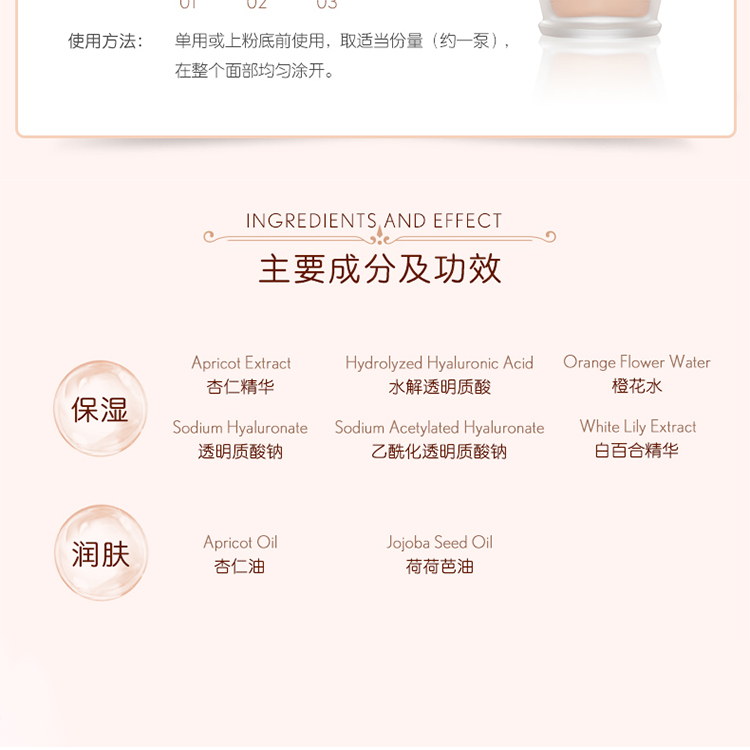 01 02 03
使用方法： 单用或上粉底前使用，取适当份量（约一泵），
在整个面部均匀涂开。
INGREDIENTS AND EFFECT
主要成分及功效
保湿
Apricot Extract Hydrolyzed Hyaluronic Acid Orange Flower Water
杏仁精华 水解透明质酸 橙花水
Sodium Hyaluronate Sodium Acetylated Hyaluronate White Lily Extract
透明质酸钠 乙酰化透明质酸钠 白百合精华
润肤
Apricot Oil Jojoba Seed Oil
杏仁油 荷荷芭油